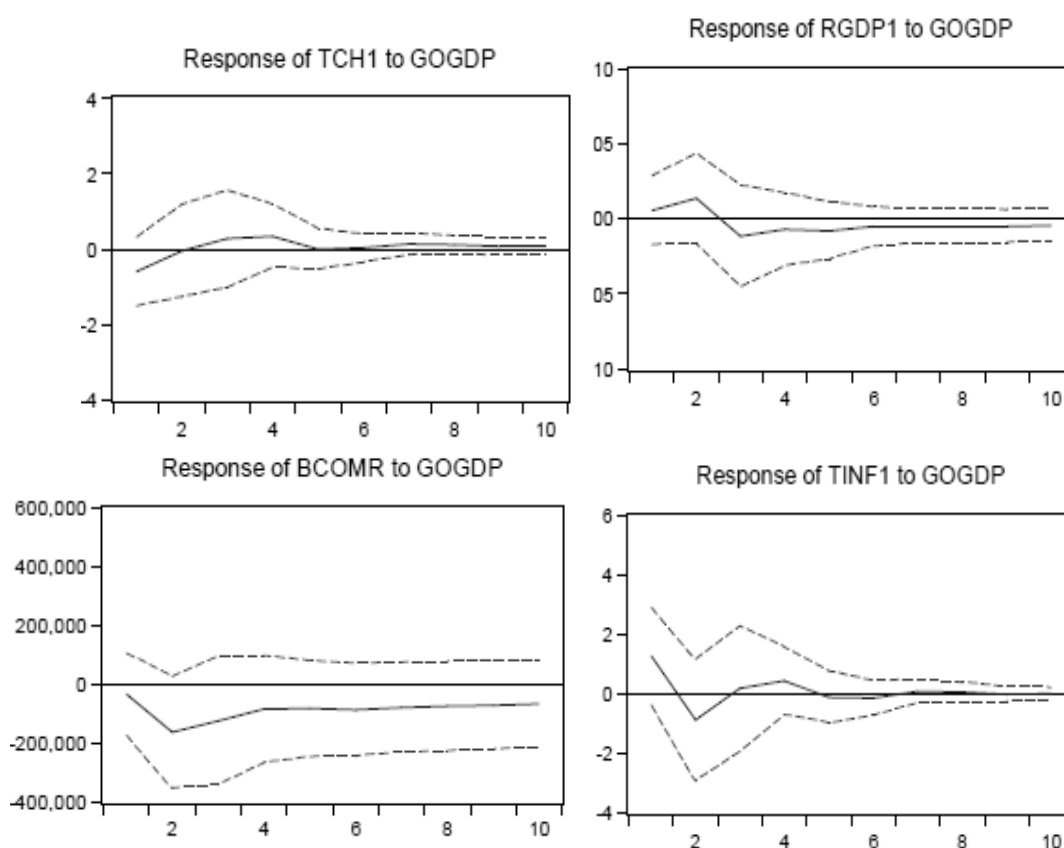 Response of TCH1 to GOGDP
4
2
0
-2
-4
2 4 6 8 10
Response of RGDP1 to GOGDP
10
05
00
05
10
2 4 6 8 10
Response of BCOMR to GOGDP
600,000
400,000
200,000
0
-200,000
-400,000
2 4 6 8 10
Response of TINF1 to GOGDP
6
4
2
0
-2
-4
2 4 6 8 10